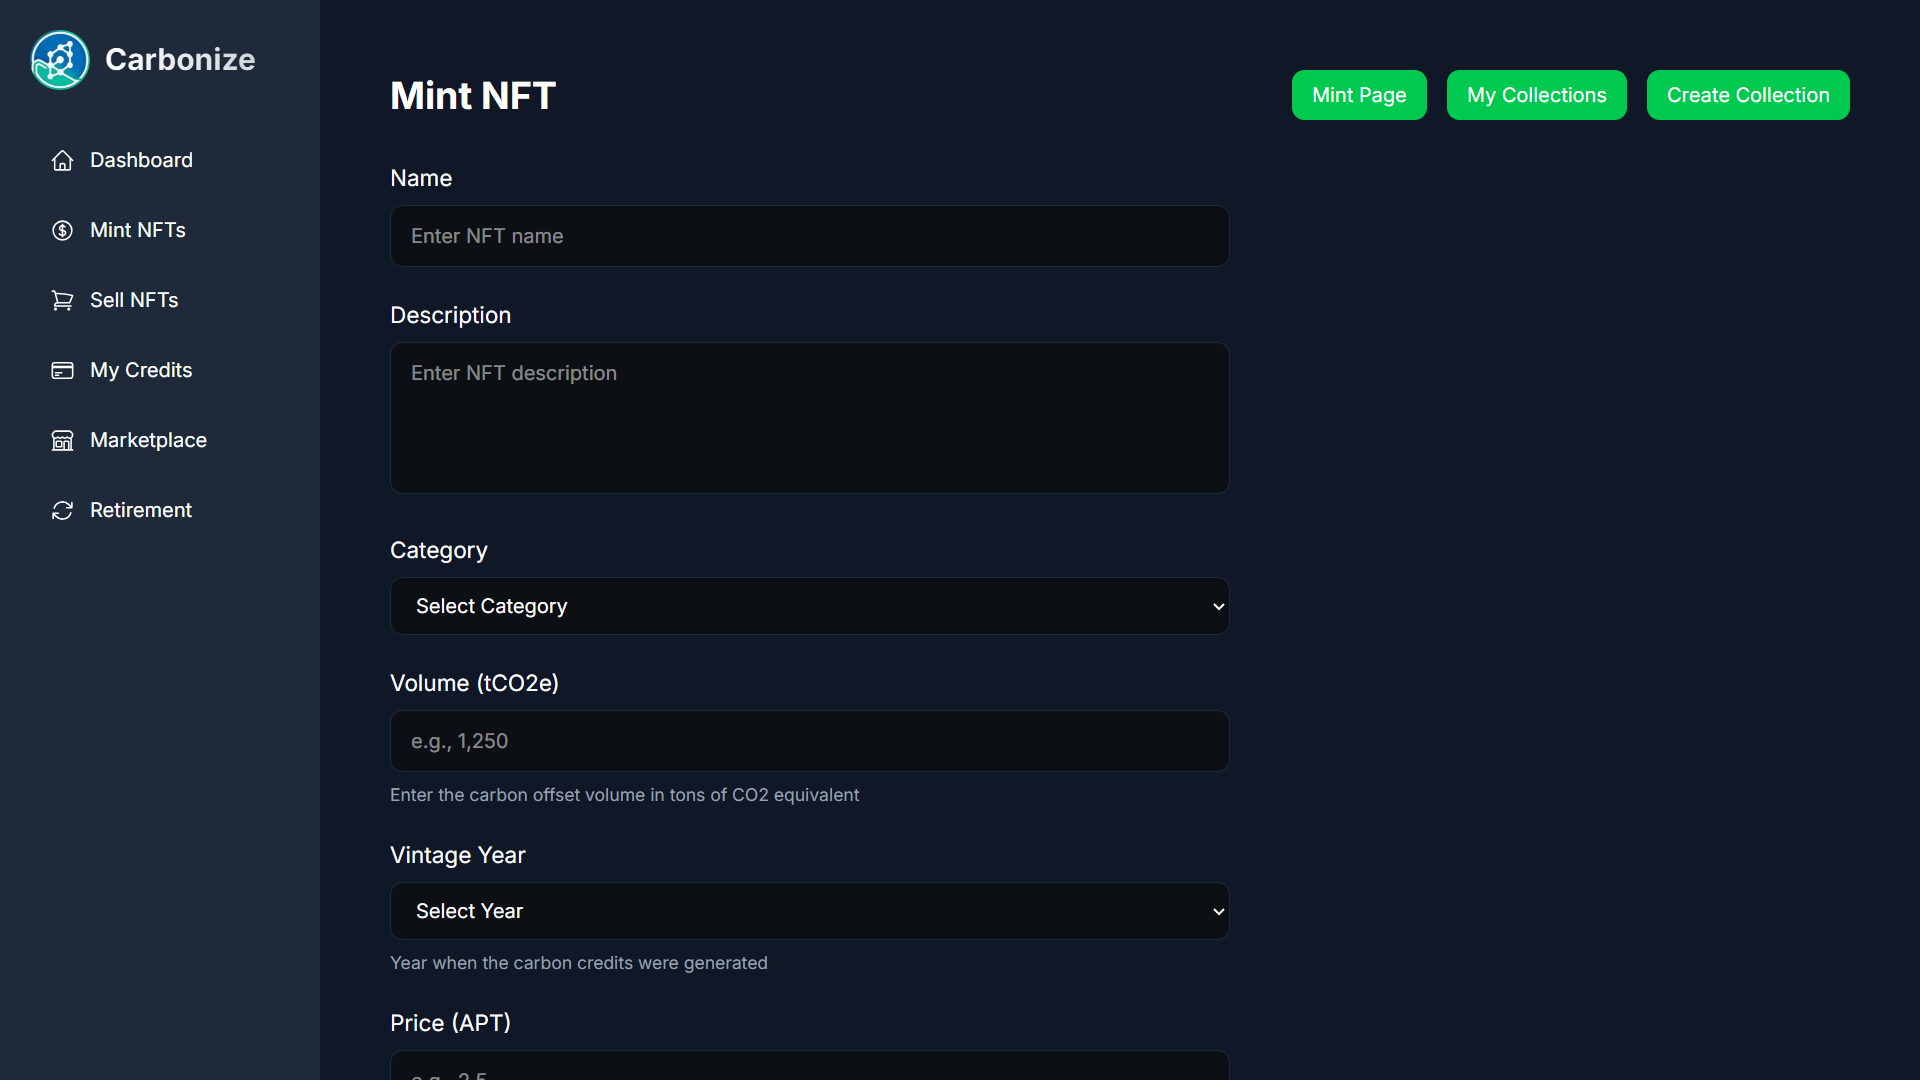 Carbonize
Dashboard
Mint NFTs
Sell NFTs
My Credits
Marketplace
Retirement
Mint NFT
Mint Page
My Collections
Create Collection
Name
Enter NFT name
Description
Enter NFT description
Category
Select Category
Volume (tCO2e)
e.g., 1,250
Enter the carbon offset volume in tons of CO2 equivalent
Vintage Year
Select Year
Year when the carbon credits were generated
Price (APT)
e.g., 2.5